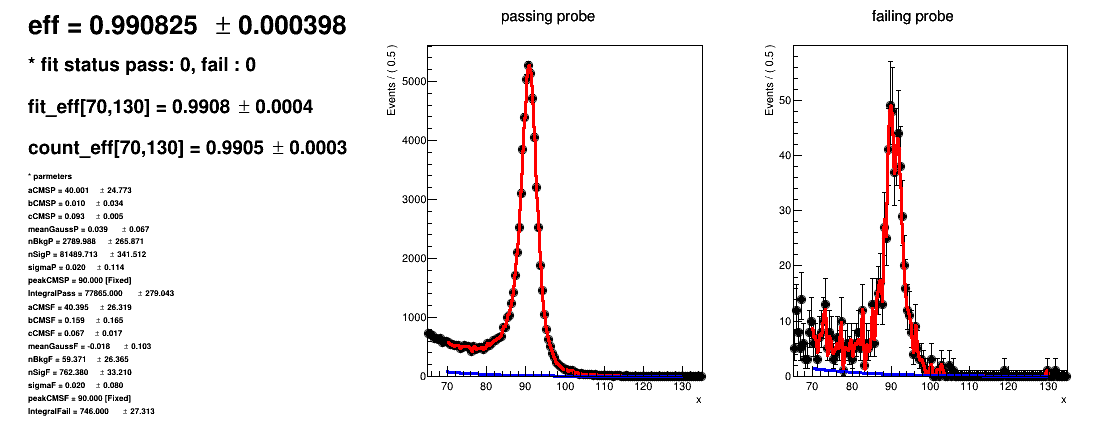 eff = 0.990825 ± 0.000398
* fit status pass: 0, fail : 0
fit_eff[70,130] = 0.9908 ± 0.0004
count_eff[70,130] = 0.9905 ± 0.0003
* parmeters
aCMSP = 40.001 ± 24.773
bCMSP = 0.010 ± 0.034
cCMSP = 0.093 ± 0.005
meanGaussP = 0.039 ± 0.067
nBkgP = 2789.988 ± 265.871
nSigP = 81489.713 ± 341.512
sigmaP = 0.020 ± 0.114
peakCMSP = 90.000 [Fixed]
IntegralPass = 77865.000 ± 279.043
aCMSF = 40.395 ± 26.319
bCMSF = 0.159 ± 0.165
cCMSF = 0.067 ± 0.017
meanGaussF = -0.018 ± 0.103
nBkgF = 59.371 ± 26.365
nSigF = 762.380 ± 33.210
sigmaF = 0.020 ± 0.080
peakCMSF = 90.000 [Fixed]
IntegralFail = 746.000 ± 27.313
passing probe
Events / ( 0.5 )
5000
4000
3000
2000
1000
0
70 80 90 100 110 120 130
x
failing probe
Events / ( 0.5 )
50
40
30
20
10
0
70 80 90 100 110 120 130
x